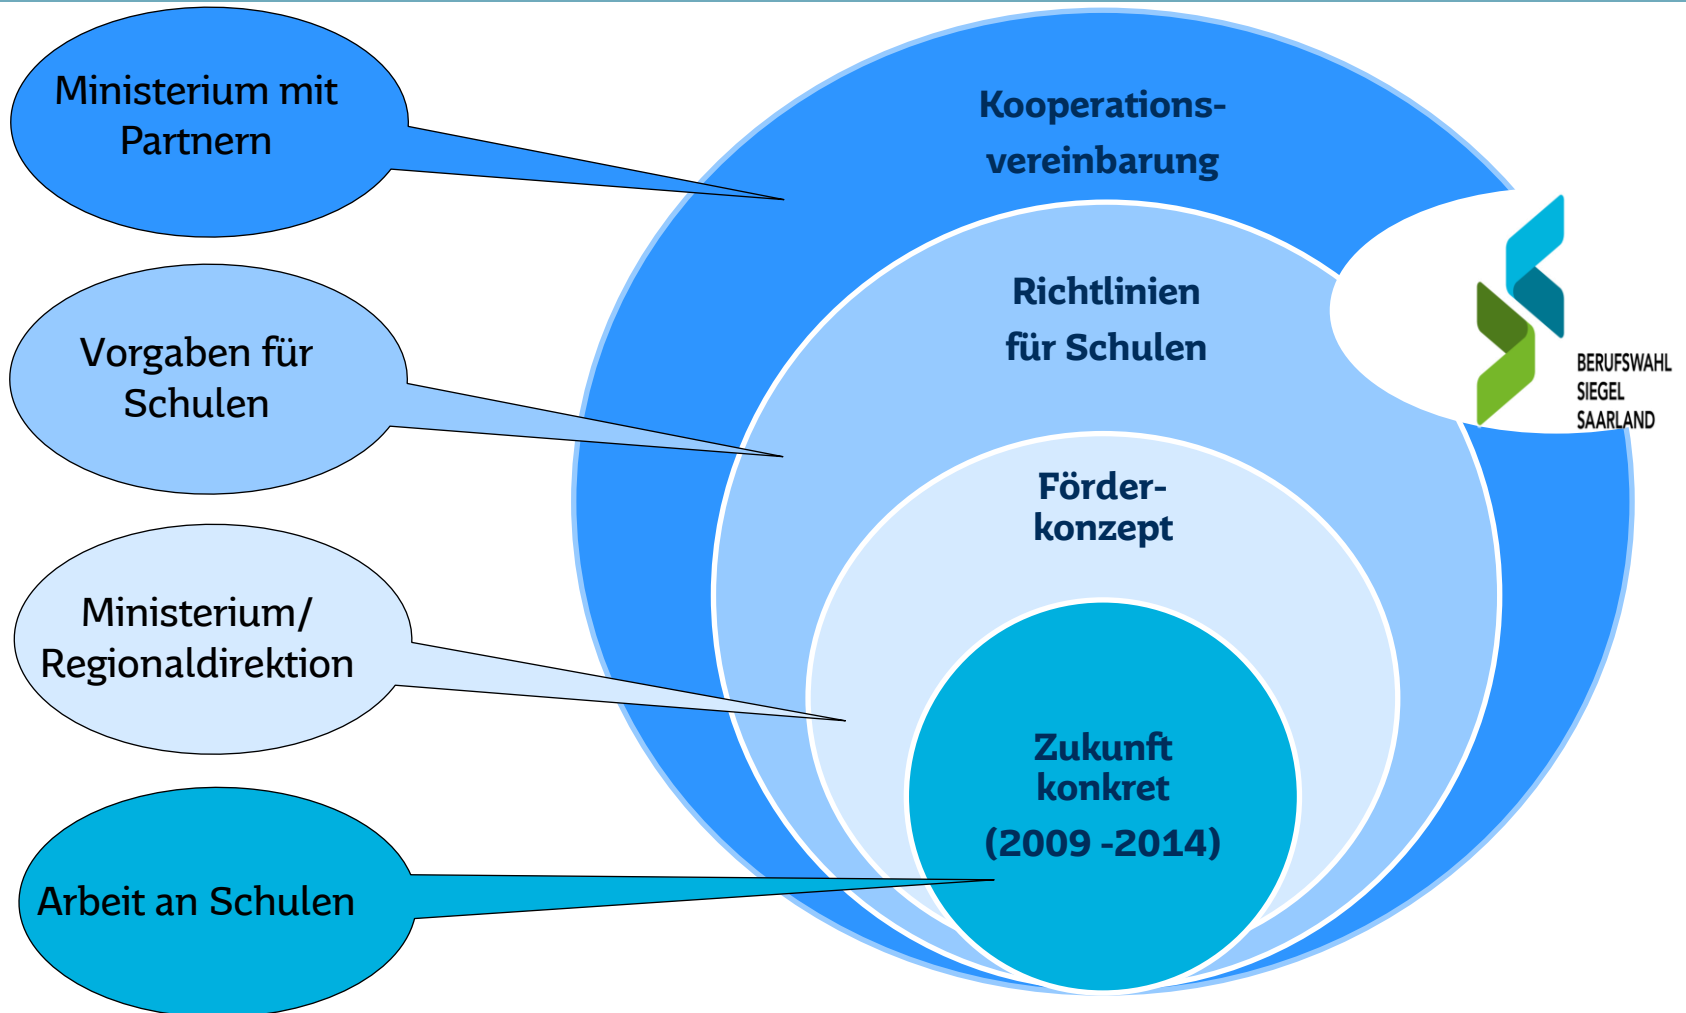 Ministerium mit
Partnern
Vorgaben für
Schulen
Ministerium/
Regionaldirektion
Arbeit an Schulen
Kooperations-
vereinbarung
Richtlinien
für Schulen
Förder-
konzept
Zukunft
konkret
(2009 -2014)
BERUFSWAHL
SIEGEL
SAARLAND